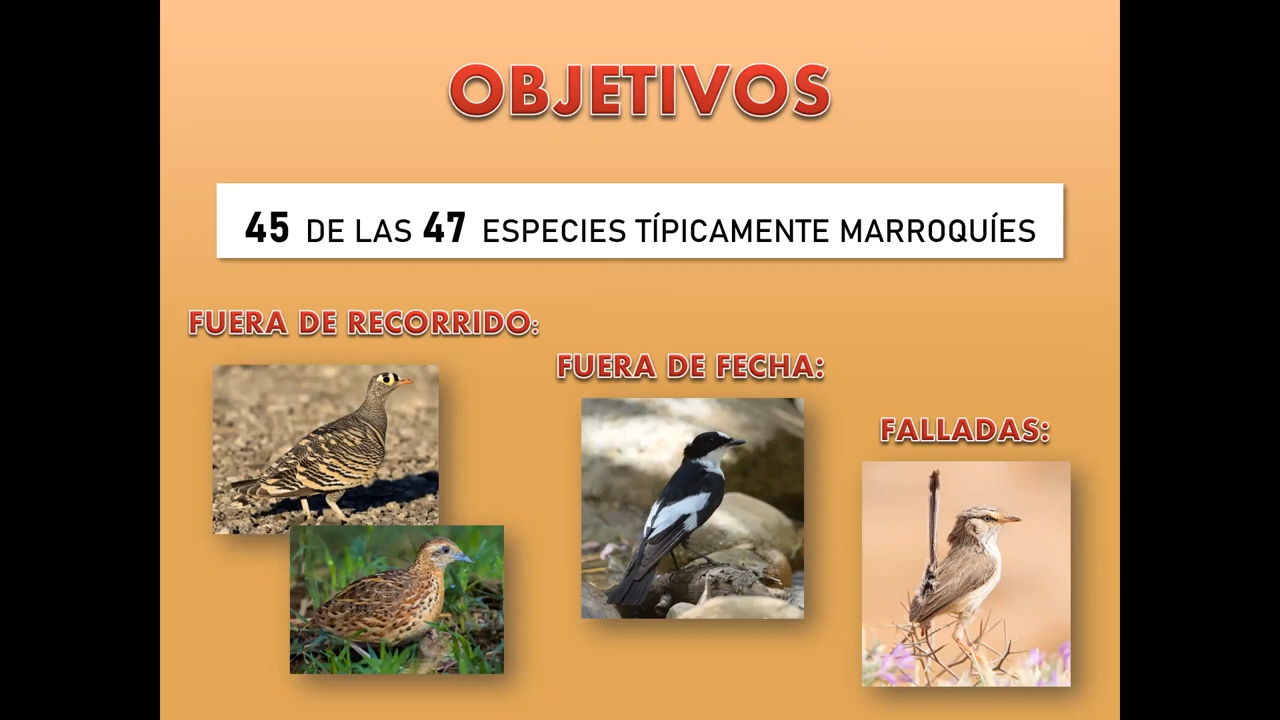 OBJETIVOS
45 DE LAS 47 ESPECIES TÍPICAMENTE MARROQUÍES
FUERA DE RECORRIDO:
FUERA DE FECHA:
FALLADAS: